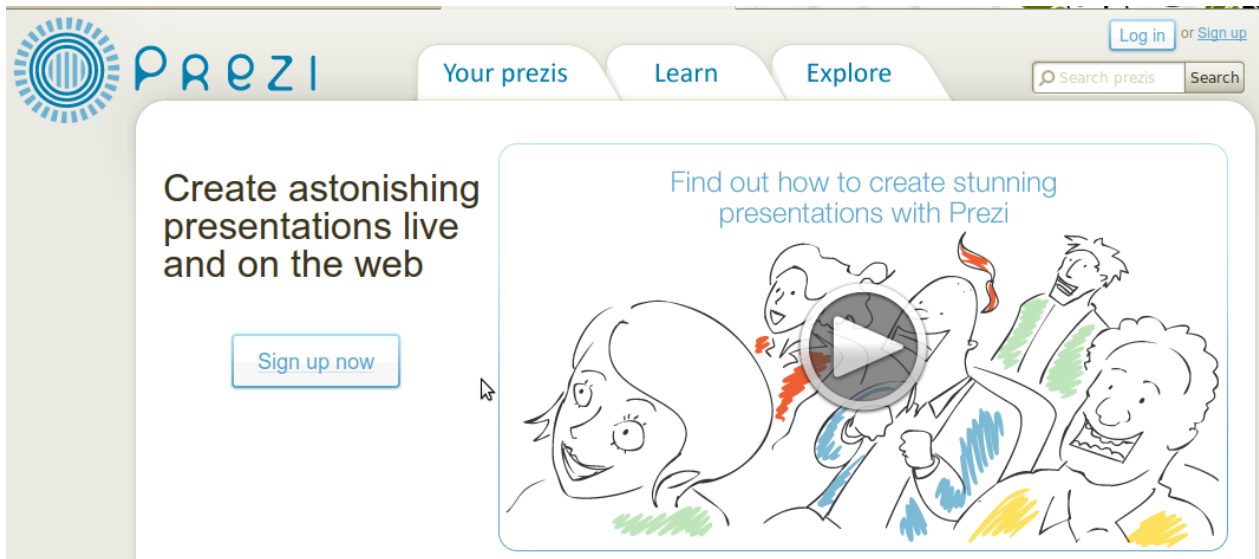 Log in or Sign up
PREZI
Your prezis Learn Explore
Search prezis Search
Create astonishing
presentations live
and on the web
Sign up now
Find out how to create stunning
presentations with Prezi